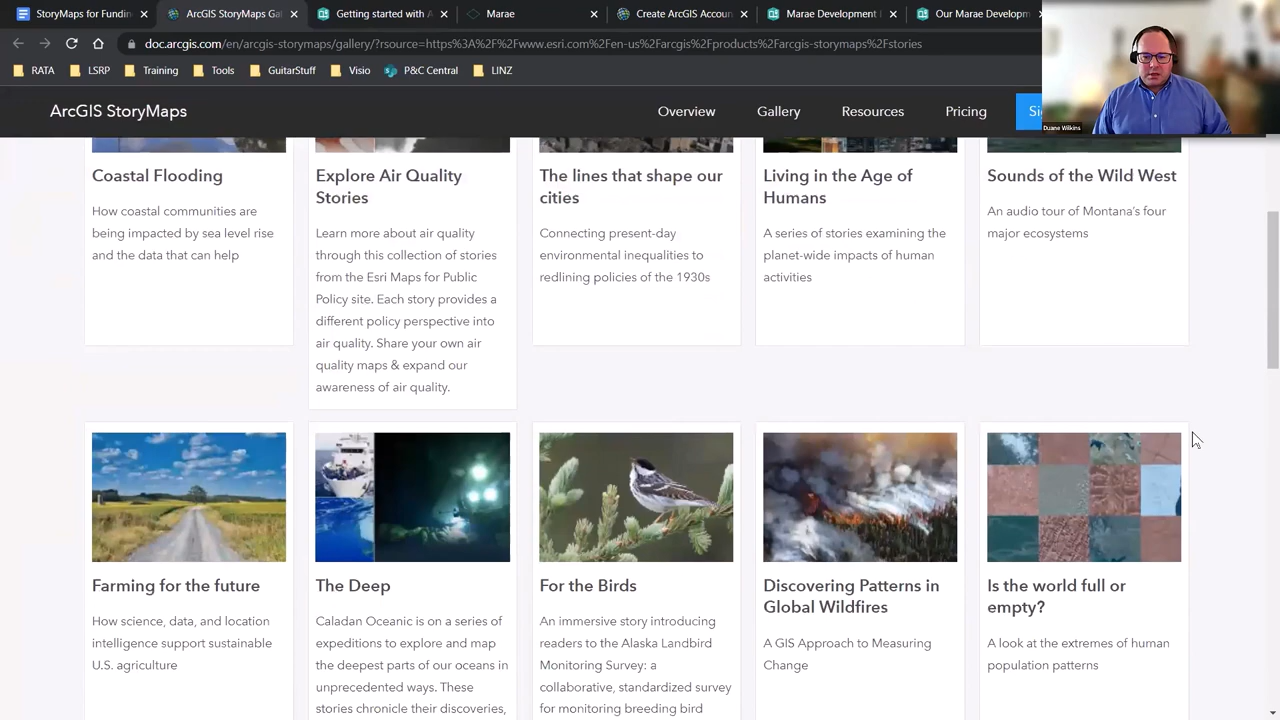 StoryMaps for Fundin
ArcGIS StoryMaps Gal
Getting started with A
Marae
Create ArcGIS Accoun
Marae Development
Our Marae Developm
doc.arcgis.com/en/arcgis-storymaps/gallery/?rsource=https%3A%2F%2Fwww.esri.com%2Fen-us%2Farcgis%2Fproducts%2Farcgis-storymaps%2Fstories
RATA
LSRP
Training
Tools
GuitarStuff
Visio
P&C Central
LINZ
ArcGIS StoryMaps
Overview
Gallery
Resources
Pricing
Si
Duane Wilkins
Coastal Flooding
How coastal communities are
being impacted by sea level rise
and the data that can help
Explore Air Quality
Stories
Learn more about air quality
through this collection of stories
from the Esri Maps for Public
Policy site. Each story provides a
different policy perspective into
air quality. Share your own air
quality maps & expand our
awareness of air quality.
The lines that shape our
cities
Connecting present-day
environmental inequalities to
redlining policies of the 1930s
Living in the Age of
Humans
A series of stories examining the
planet-wide impacts of human
activities
Sounds of the Wild West
An audio tour of Montana's four
major ecosystems
Farming for the future
How science, data, and location
intelligence support sustainable
U.S. agriculture
The Deep
Caladan Oceanic is on a series of
expeditions to explore and map
the deepest parts of our oceans in
unprecedented ways. These
stories chronicle their discoveries,
For the Birds
An immersive story introducing
readers to the Alaska Landbird
Monitoring Survey: a
collaborative, standardized survey
for monitoring breeding bird
Discovering Patterns in
Global Wildfires
A GIS Approach to Measuring
Change
Is the world full or
empty?
A look at the extremes of human
population patterns